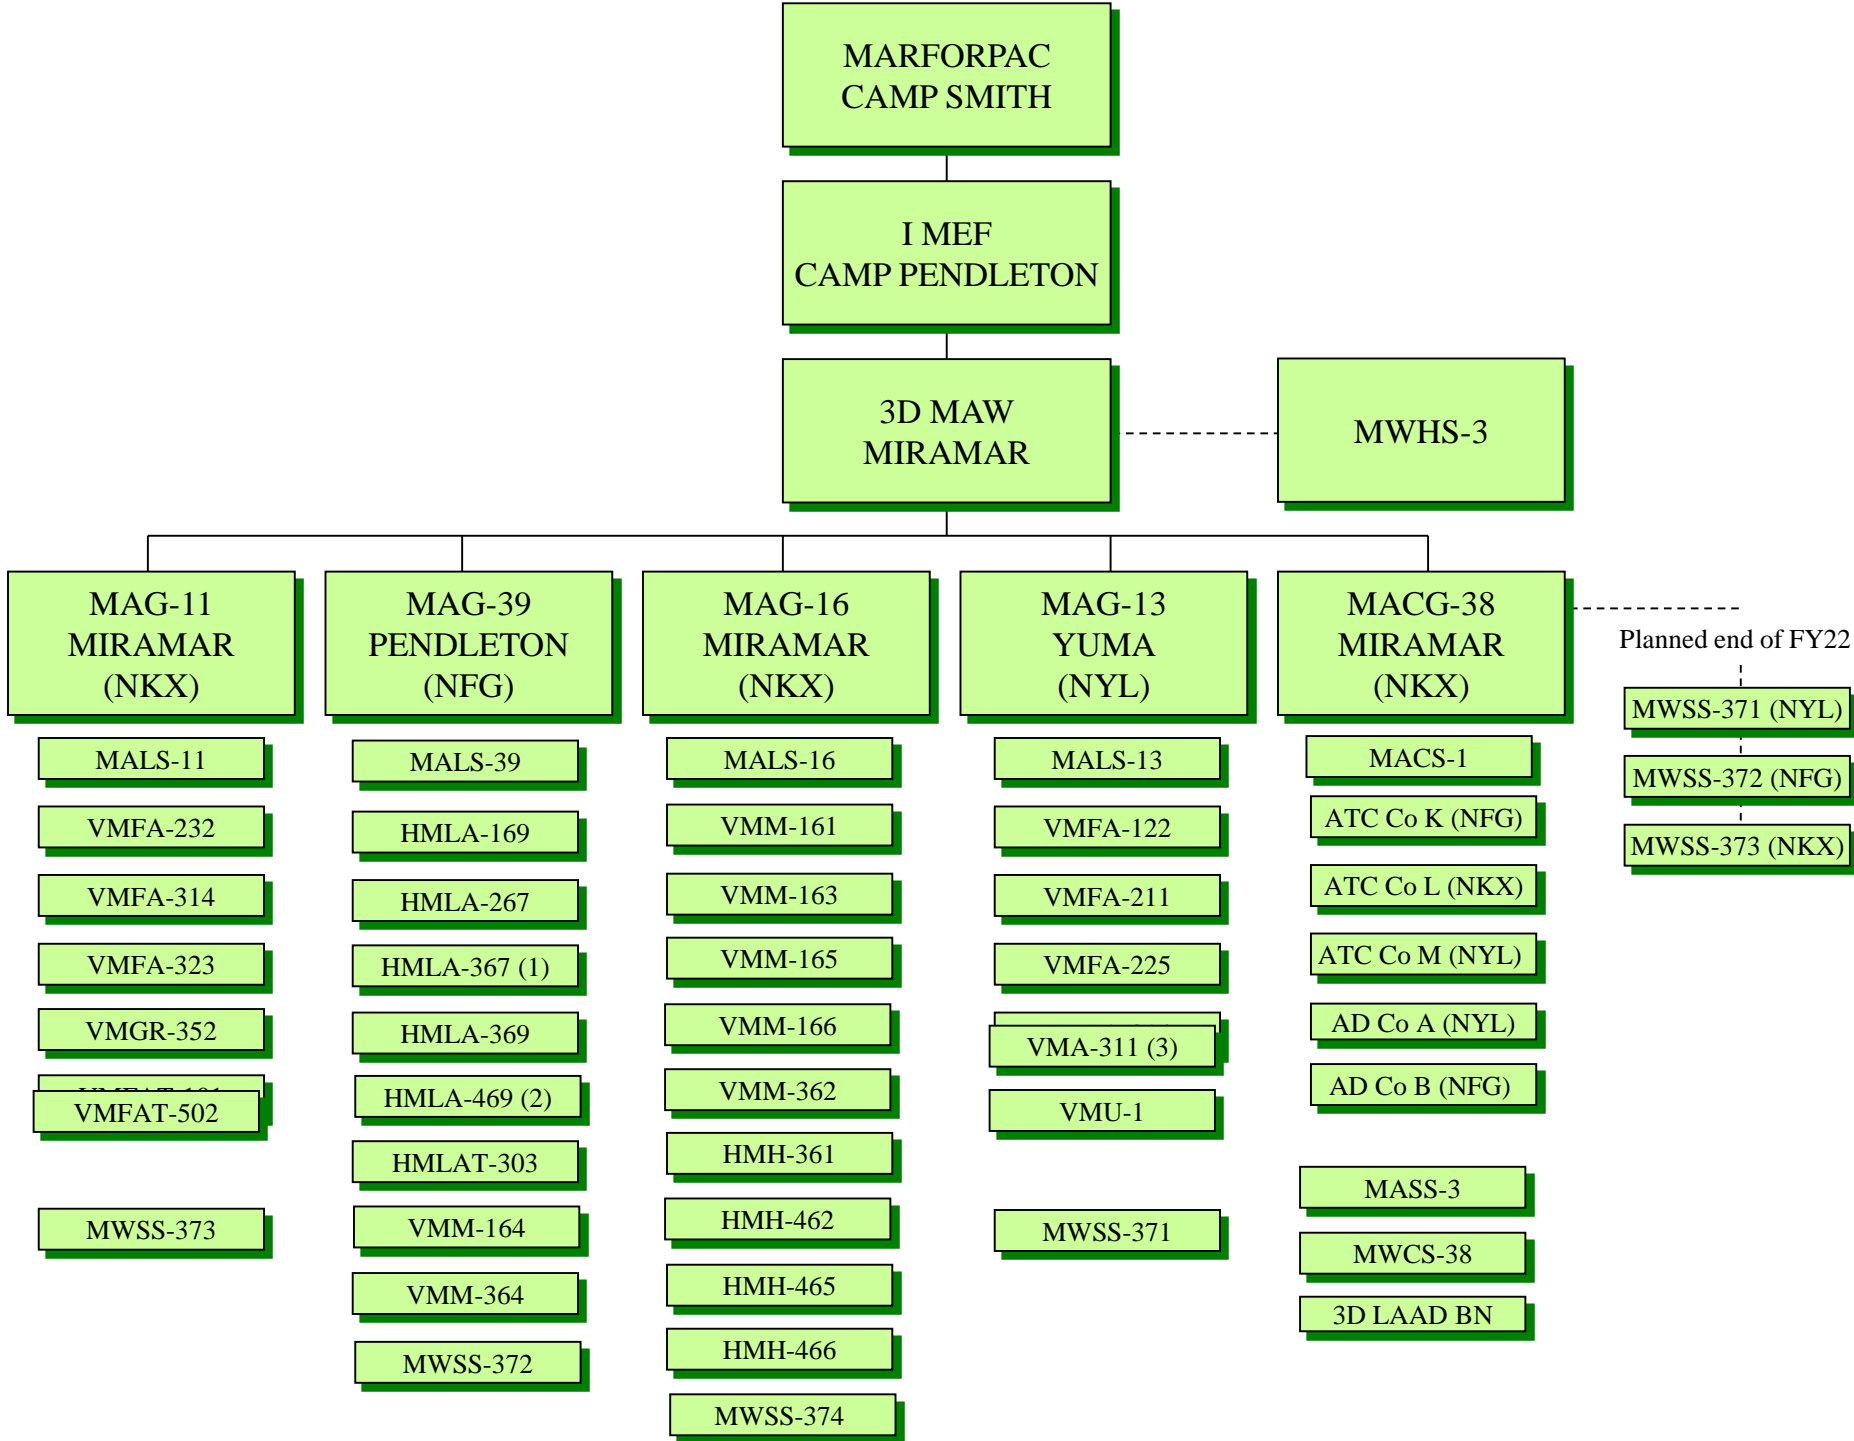 MARFORPAC
CAMP SMITH
I MEF
CAMP PENDLETON
3D MAW
MIRAMAR
MWHS-3
MAG-11
MIRAMAR
(NKX)
MAG-39
PENDLETON
(NFG)
MAG-16
MIRAMAR
(NKX)
MAG-13
YUMA
(NYL)
MACG-38
MIRAMAR
(NKX)
Planned end of FY22
MWSS-371 (NYL)
MWSS-372 (NFG)
MWSS-373 (NKX)
MALS-11
VMFA-232
VMFA-314
VMFA-323
VMGR-352
VMFAT-502
MWSS-373
MALS-39
HMLA-169
HMLA-267
HMLA-367 (1)
HMLA-369
HMLA-469 (2)
HMLAT-303
VMM-164
VMM-364
MWSS-372
MALS-16
VMM-161
VMM-163
VMM-165
VMM-166
VMM-362
HMH-361
HMH-462
HMH-465
HMH-466
MWSS-374
MALS-13
VMFA-122
VMFA-211
VMFA-225
VMA-311 (3)
VMU-1
MWSS-371
MACS-1
ATC Co K (NFG)
ATC Co L (NKX)
ATC Co M (NYL)
AD Co A (NYL)
AD Co B (NFG)
MASS-3
MWCS-38
3D LAAD BN